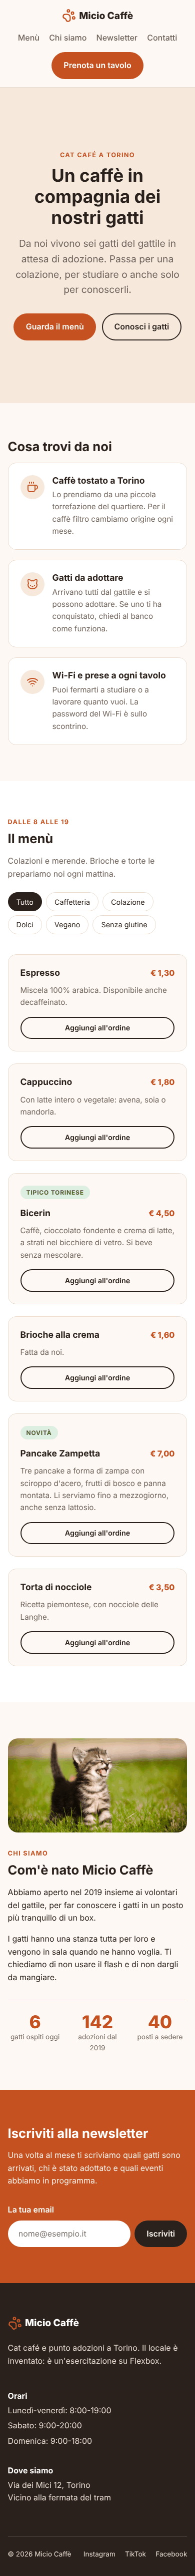 Micio Caffè
Menù Chi siamo Newsletter Contatti
Prenota un tavolo
CAT CAFÉ A TORINO
Un caffè in
compagnia dei
nostri gatti
Da noi vivono sei gatti del gattile in
attesa di adozione. Passa per una
colazione, per studiare o anche solo
per conoscerli.
Guarda il menù
Conosci i gatti
Cosa trovi da noi
Caffè tostato a Torino
Lo prendiamo da una piccola
torrefazione del quartiere. Per il
caffè filtro cambiamo origine ogni
mese.
Gatti da adottare
Arrivano tutti dal gattile e si
possono adottare. Se uno ti ha
conquistato, chiedi al banco
come funziona.
Wi-Fi e prese a ogni tavolo
Puoi fermarti a studiare o a
lavorare quanto vuoi. La
password del Wi-Fi è sullo
scontrino.
DALLE 8 ALLE 19
Il menù
Colazioni e merende. Brioche e torte le
prepariamo noi ogni mattina.
Tutto Caffetteria Colazione
Dolci Vegano Senza glutine
Espresso € 1,30
Miscela 100% arabica. Disponibile anche
decaffeinato.
Aggiungi all'ordine
Cappuccino € 1,80
Con latte intero o vegetale: avena, soia o
mandorla.
Aggiungi all'ordine
TIPICO TORINESE
Bicerin € 4,50
Caffè, cioccolato fondente e crema di latte,
a strati nel bicchiere di vetro. Si beve
senza mescolare.
Aggiungi all'ordine
Brioche alla crema € 1,60
Fatta da noi.
Aggiungi all'ordine
NOVITÀ
Pancake Zampetta € 7,00
Tre pancake a forma di zampa con
sciroppo d'acero, frutti di bosco e panna
montata. Li serviamo fino a mezzogiorno,
anche senza lattosio.
Aggiungi all'ordine
Torta di nocciole € 3,50
Ricetta piemontese, con nocciole delle
Langhe.
Aggiungi all'ordine
CHI SIAMO
Com'è nato Micio Caffè
Abbiamo aperto nel 2019 insieme ai volontari
del gattile, per far conoscere i gatti in un posto
più tranquillo di un box.
I gatti hanno una stanza tutta per loro e
vengono in sala quando ne hanno voglia. Ti
chiediamo di non usare il flash e di non dargli
da mangiare.
6 142 40
gatti ospiti oggi adozioni dal posti a sedere
2019
Iscriviti alla newsletter
Una volta al mese ti scriviamo quali gatti sono
arrivati, chi è stato adottato e quali eventi
abbiamo in programma.
La tua email
nome@esempio.it Iscriviti
Micio Caffè
Cat café e punto adozioni a Torino. Il locale è
inventato: è un'esercitazione su Flexbox.
Orari
Lunedì-venerdì: 8:00-19:00
Sabato: 9:00-20:00
Domenica: 9:00-18:00
Dove siamo
Via dei Mici 12, Torino
Vicino alla fermata del tram
© 2026 Micio Caffè Instagram TikTok Facebook